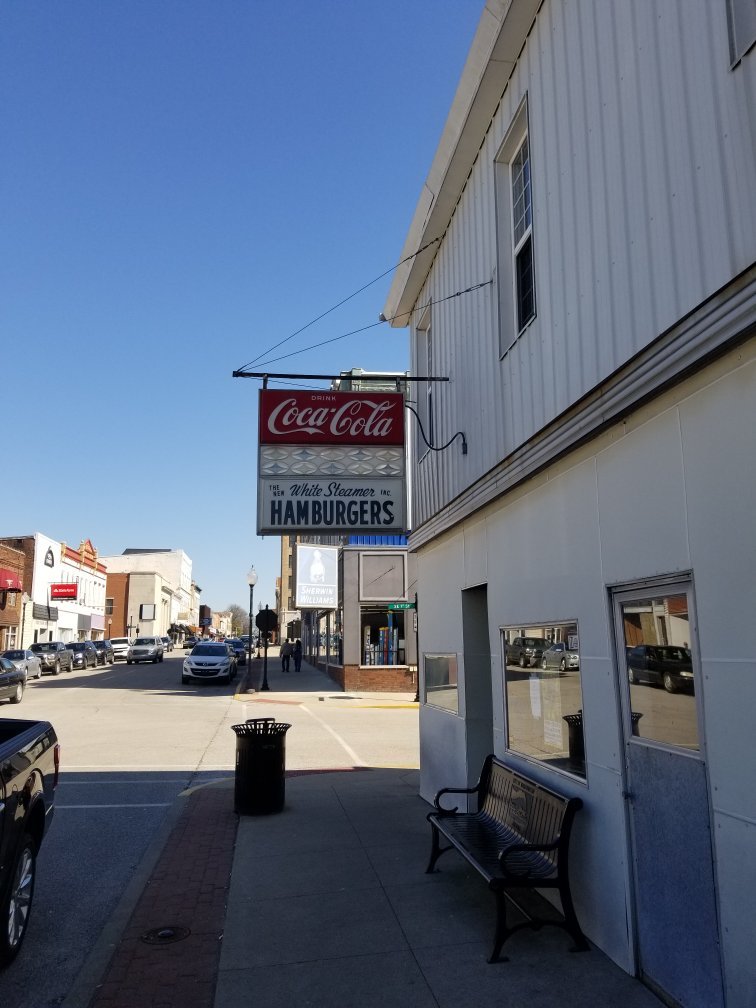 DRINK
Coca-Cola
THE NEW White Steamer INC.
HAMBURGERS
SHERWIN
WILLIAMS